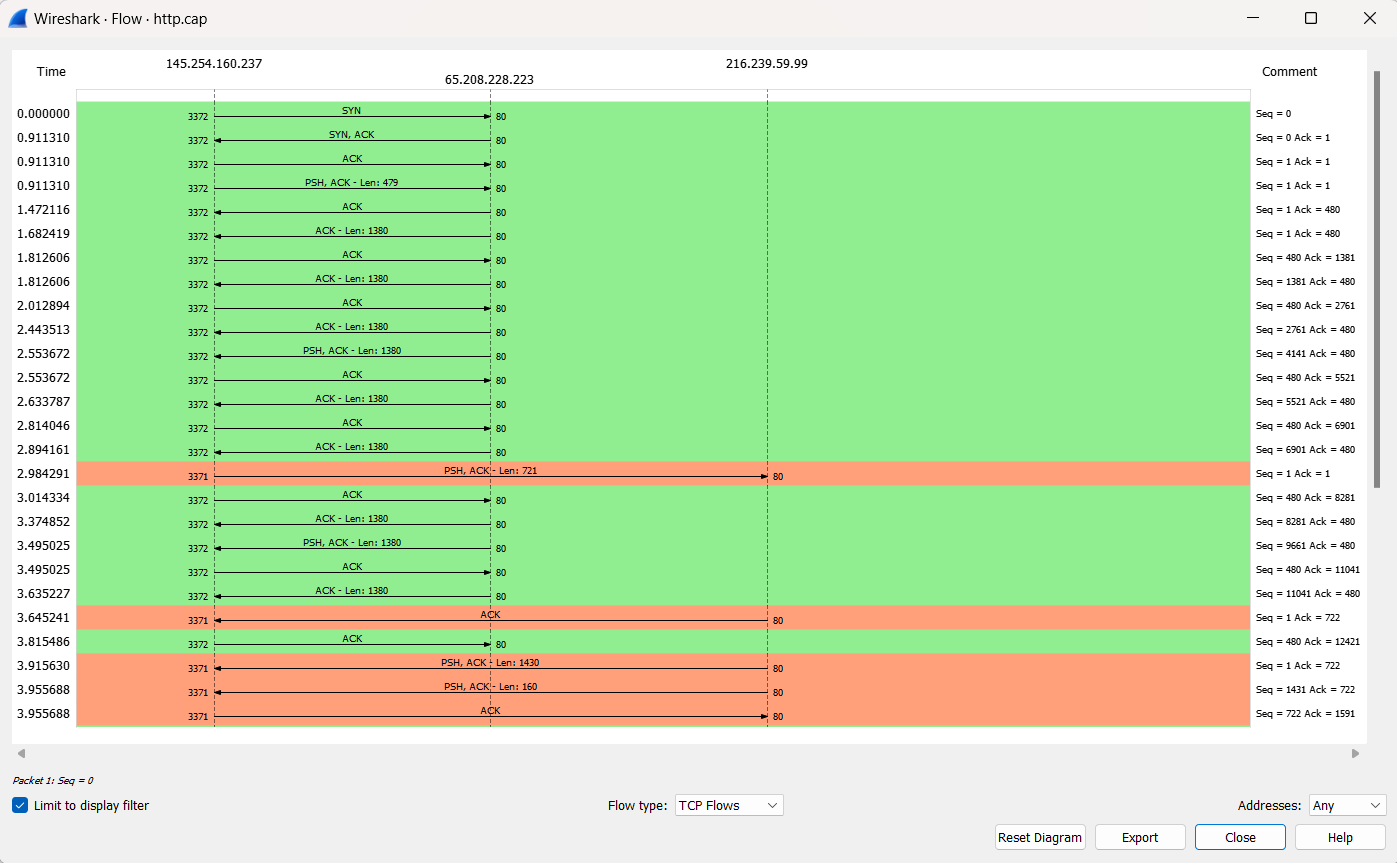 Wireshark · Flow · http.cap
Time 145.254.160.237 65.208.228.223 216.239.59.99 Comment
0.000000 3372 SYN 80 Seq = 0
0.911310 3372 SYN, ACK 80 Seq = 0 Ack = 1
0.911310 3372 ACK 80 Seq = 1 Ack = 1
0.911310 3372 PSH, ACK - Len: 479 80 Seq = 1 Ack = 1
1.472116 3372 ACK 80 Seq = 1 Ack = 480
1.682419 3372 ACK - Len: 1380 80 Seq = 1 Ack = 480
1.812606 3372 ACK 80 Seq = 480 Ack = 1381
1.812606 3372 ACK - Len: 1380 80 Seq = 1381 Ack = 480
2.012894 3372 ACK 80 Seq = 480 Ack = 2761
2.443513 3372 ACK - Len: 1380 80 Seq = 2761 Ack = 480
2.553672 3372 PSH, ACK - Len: 1380 80 Seq = 4141 Ack = 480
2.553672 3372 ACK 80 Seq = 480 Ack = 5521
2.633787 3372 ACK - Len: 1380 80 Seq = 5521 Ack = 480
2.814046 3372 ACK 80 Seq = 480 Ack = 6901
2.894161 3372 ACK - Len: 1380 80 Seq = 6901 Ack = 480
2.984291 3371 PSH, ACK - Len: 721 80 Seq = 1 Ack = 1
3.014334 3372 ACK 80 Seq = 480 Ack = 8281
3.374852 3372 ACK - Len: 1380 80 Seq = 8281 Ack = 480
3.495025 3372 PSH, ACK - Len: 1380 80 Seq = 9661 Ack = 480
3.495025 3372 ACK 80 Seq = 480 Ack = 11041
3.635227 3372 ACK - Len: 1380 80 Seq = 11041 Ack = 480
3.645241 3371 ACK 80 Seq = 1 Ack = 722
3.815486 3372 ACK 80 Seq = 480 Ack = 12421
3.915630 3371 PSH, ACK - Len: 1430 80 Seq = 1 Ack = 722
3.955688 3371 PSH, ACK - Len: 160 80 Seq = 1431 Ack = 722
3.955688 3371 ACK 80 Seq = 722 Ack = 1591
Packet 1: Seq = 0
Limit to display filter Flow type: TCP Flows Addresses: Any
Reset Diagram Export Close Help